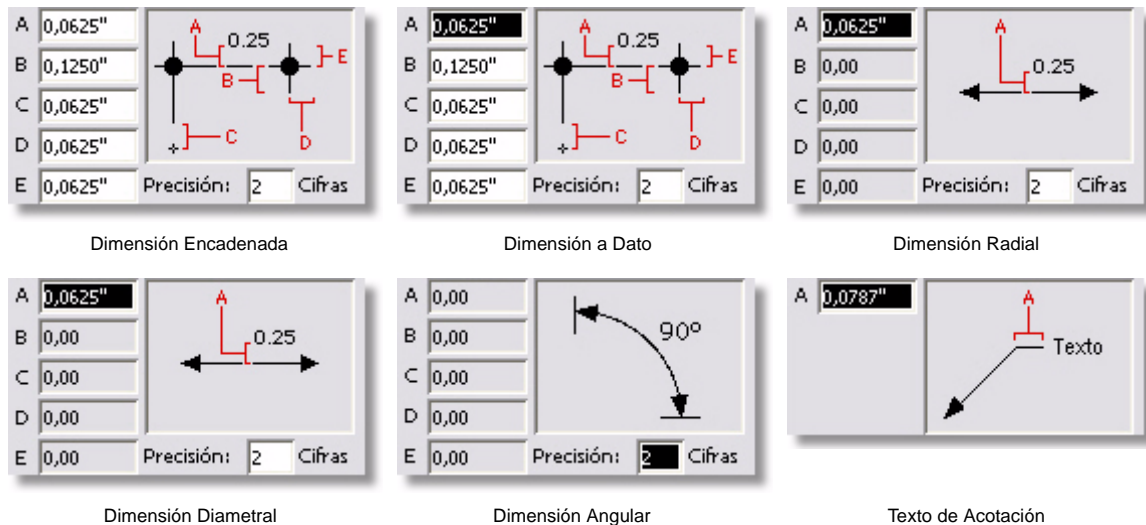 A 0,0625"
B 0,1250"
C 0,0625"
D 0,0625"
E 0,0625" Precisión: 2 Cifras
A 0.25 E
B
C D
Dimensión Encadenada
A 0,0625"
B 0,1250"
C 0,0625"
D 0,0625"
E 0,0625" Precisión: 2 Cifras
A 0.25 E
B
C D
Dimensión a Dato
A 0,0625"
B 0,00
C 0,00
D 0,00
E 0,00 Precisión: 2 Cifras
A
0.25
Dimensión Radial
A 0,0625"
B 0,00
C 0,00
D 0,00
E 0,00 Precisión: 2 Cifras
A
0.25
Dimensión Diametral
A 0,00
B 0,00
C 0,00
D 0,00
E 0,00 Precisión: 2 Cifras
90º
Dimensión Angular
A 0,0787"
A
Texto
Texto de Acotación